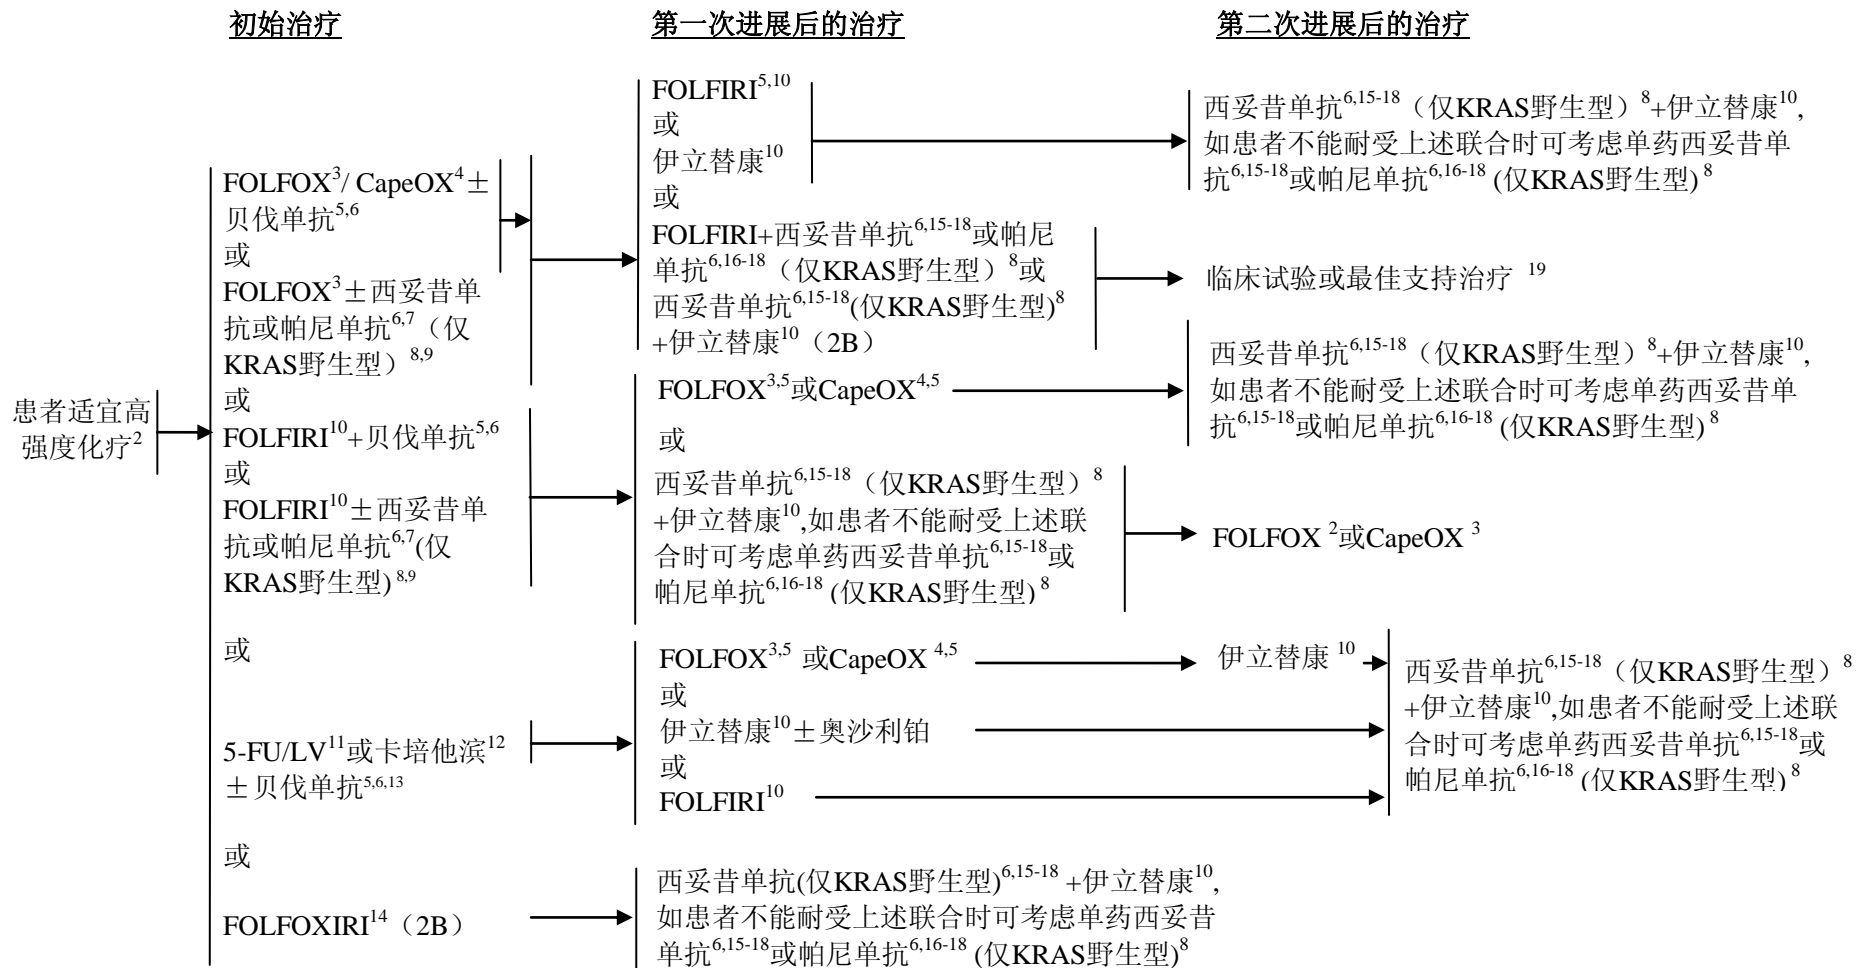 初始治疗
第一次进展后的治疗
第二次进展后的治疗
患者适宜高
强度化疗2
FOLFOX3/ CapeOX4±
贝伐单抗5,6
或
FOLFOX3±西妥昔单
抗或帕尼单抗6,7（仅
KRAS野生型）8,9
或
FOLFIRI10+贝伐单抗5,6
或
FOLFIRI10±西妥昔单
抗或帕尼单抗6,7(仅
KRAS野生型)8,9
或
5-FU/LV11或卡培他滨12
±贝伐单抗5,6,13
或
FOLFOXIRI14（2B）
FOLFIRI5,10
或
伊立替康10
或
FOLFIRI+西妥昔单抗6,15-18或帕尼
单抗6,16-18（仅KRAS野生型）8或
西妥昔单抗6,15-18(仅KRAS野生型)8
+伊立替康10（2B）
FOLFOX3,5或CapeOX4,5
或
西妥昔单抗6,15-18（仅KRAS野生型）8
+伊立替康10,如患者不能耐受上述联
合时可考虑单药西妥昔单抗6,15-18或
帕尼单抗6,16-18 (仅KRAS野生型)8
FOLFOX3,5 或CapeOX 4,5
或
伊立替康10±奥沙利铂
或
FOLFIRI10
西妥昔单抗(仅KRAS野生型)6,15-18 +伊立替康10,
如患者不能耐受上述联合时可考虑单药西妥昔
单抗6,15-18或帕尼单抗6,16-18 (仅KRAS野生型)8
西妥昔单抗6,15-18（仅KRAS野生型）8+伊立替康10,
如患者不能耐受上述联合时可考虑单药西妥昔单
抗6,15-18或帕尼单抗6,16-18 (仅KRAS野生型)8
临床试验或最佳支持治疗 19
西妥昔单抗6,15-18（仅KRAS野生型）8+伊立替康10,
如患者不能耐受上述联合时可考虑单药西妥昔单
抗6,15-18或帕尼单抗6,16-18 (仅KRAS野生型)8
FOLFOX 2或CapeOX 3
伊立替康 10
西妥昔单抗6,15-18（仅KRAS野生型）8
+伊立替康10,如患者不能耐受上述联
合时可考虑单药西妥昔单抗6,15-18或
帕尼单抗6,16-18 (仅KRAS野生型)8